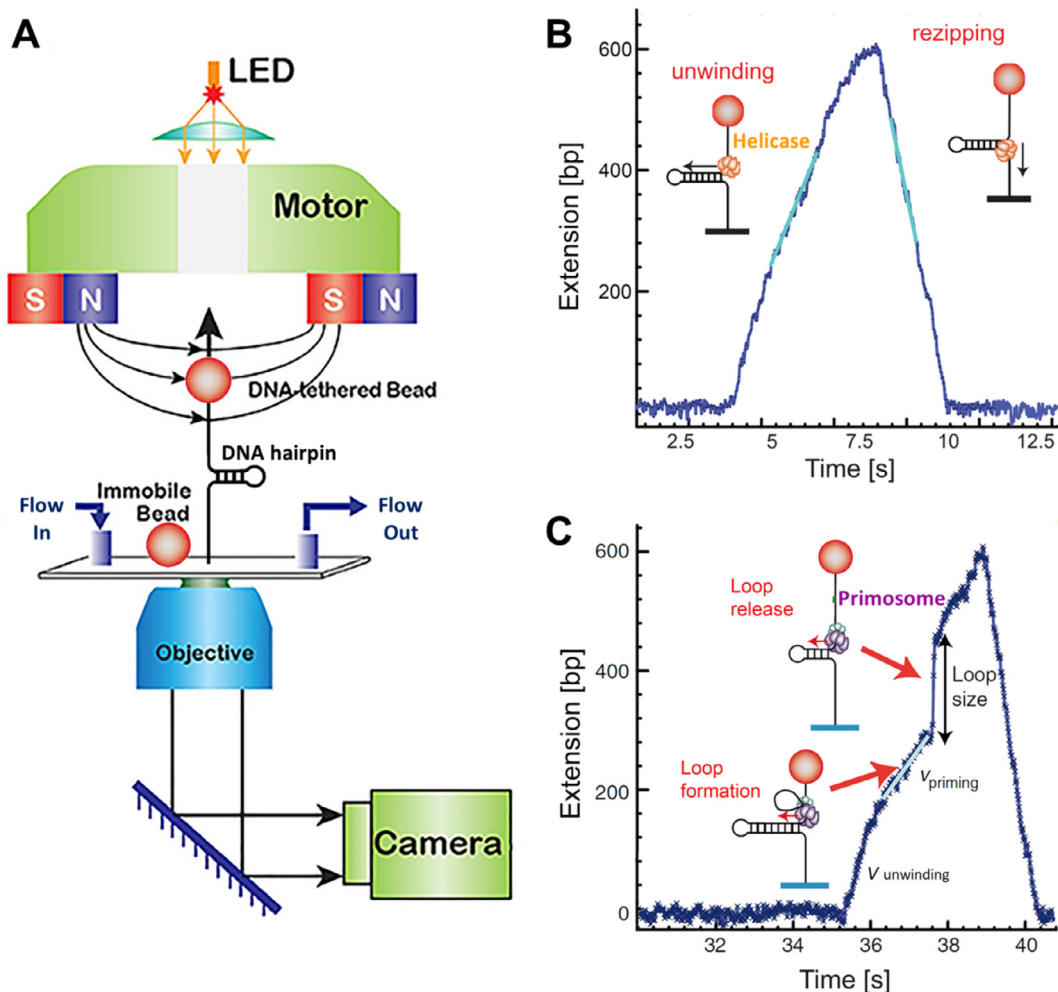 A
LED
Motor
S
N
S
N
DNA-tethered Bead
DNA hairpin
Immobile
Bead
Flow
In
Flow
Out
Objective
Camera
B
600
400
200
Extension [bp]
unwinding
Helicase
rezipping
2.5
5
7.5
10
12.5
Time [s]
C
600
400
200
0
Extension [bp]
Loop
release
Primosome
Loop
size
Loop
formation
Vpriming
V unwinding
32
34
36
38
40
Time [s]